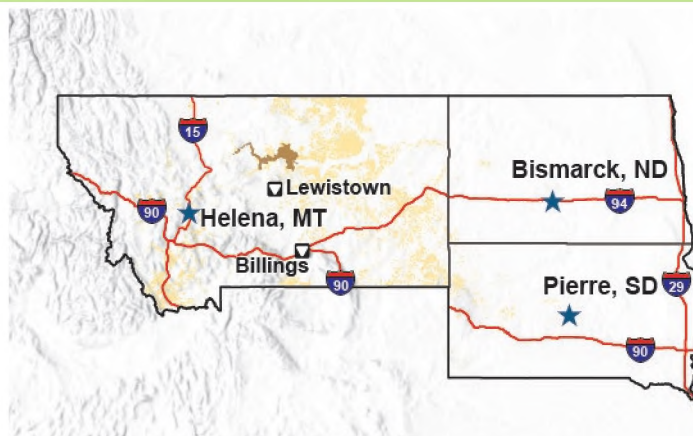 15
Bismarck, ND
Lewistown
94
90
Helena, MT
Billings
90
Pierre, SD
29
90